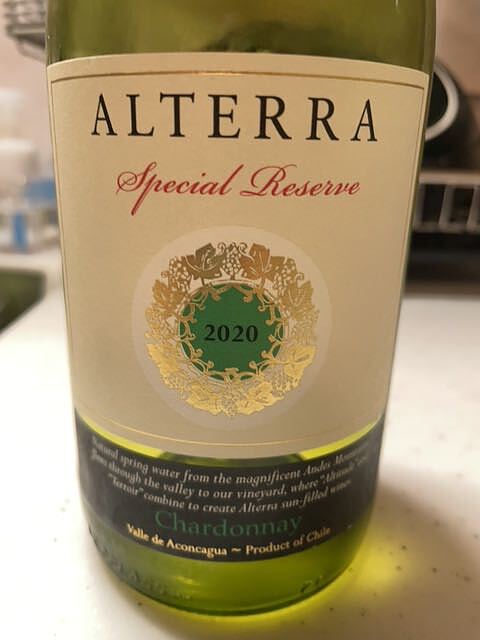 ALTERRA
Special Reserve
2020
Natural spring water from the magnificent Andes Mountains
flows through the valley to our vineyard, where "Altitude" and
"Terroir" combine to create Alterra sun-filled wines.
Chardonnay
Valle de Aconcagua ~ Product of Chile